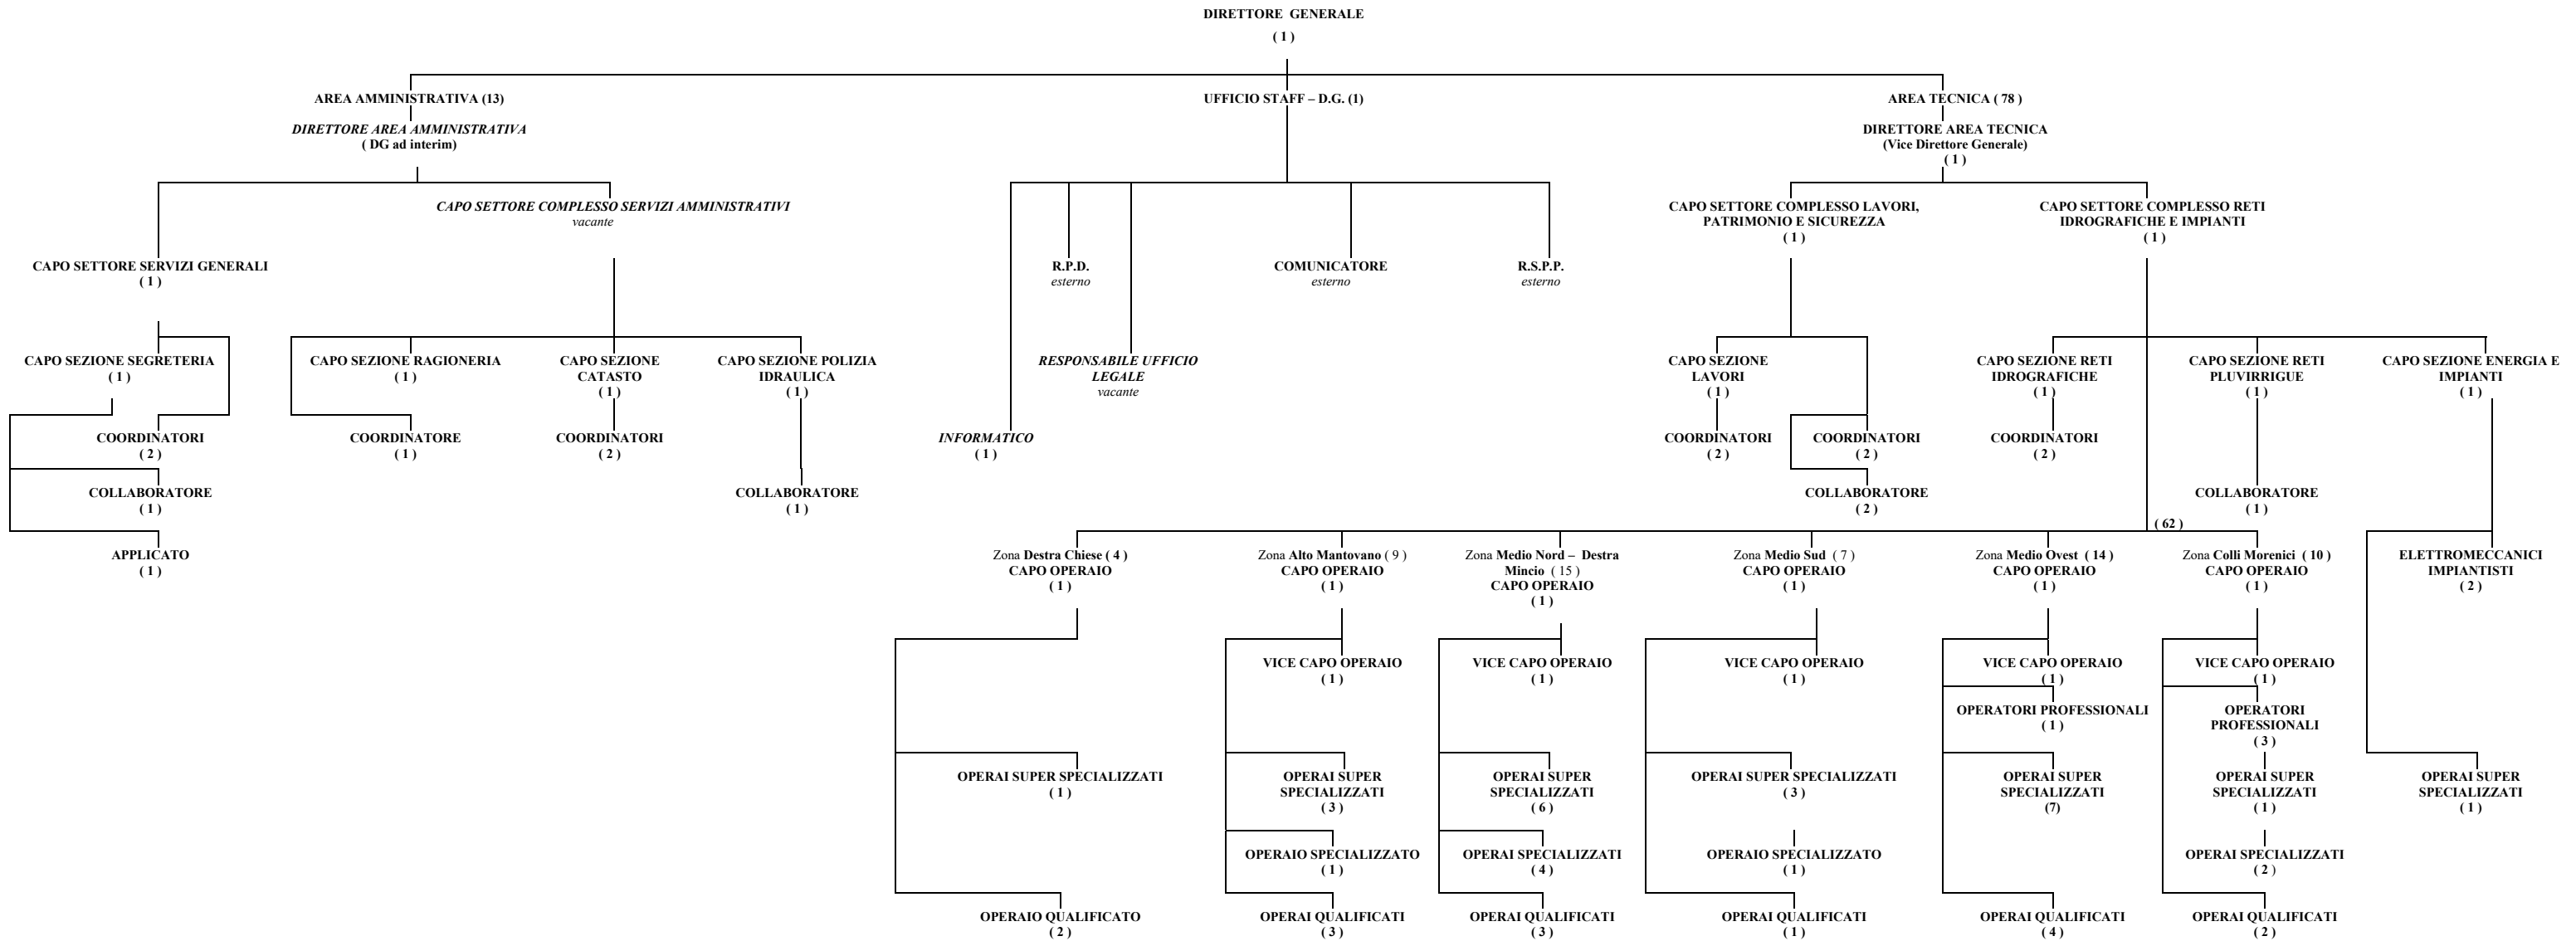 DIRETTORE GENERALE
( 1 )
AREA AMMINISTRATIVA (13)
DIRETTORE AREA AMMINISTRATIVA
( DG ad interim)
UFFICIO STAFF – D.G. (1)
AREA TECNICA ( 78 )
DIRETTORE AREA TECNICA
(Vice Direttore Generale)
( 1 )
CAPO SETTORE COMPLESSO SERVIZI AMMINISTRATIVI
vacante
CAPO SETTORE COMPLESSO LAVORI,
PATRIMONIO E SICUREZZA
( 1 )
CAPO SETTORE COMPLESSO RETI
IDROGRAFICHE E IMPIANTI
( 1 )
CAPO SETTORE SERVIZI GENERALI
( 1 )
R.P.D.
esterno
COMUNICATORE
esterno
R.S.P.P.
esterno
CAPO SEZIONE SEGRETERIA
( 1 )
CAPO SEZIONE RAGIONERIA
( 1 )
CAPO SEZIONE
CATASTO
( 1 )
CAPO SEZIONE POLIZIA
IDRAULICA
( 1 )
RESPONSABILE UFFICIO
LEGALE
vacante
CAPO SEZIONE
LAVORI
( 1 )
CAPO SEZIONE RETI
IDROGRAFICHE
( 1 )
CAPO SEZIONE RETI
PLUVIRRIGUE
( 1 )
CAPO SEZIONE ENERGIA E
IMPIANTI
( 1 )
COORDINATORI
( 2 )
COORDINATORE
( 1 )
COORDINATORI
( 2 )
INFORMATICO
( 1 )
COORDINATORI
( 2 )
COORDINATORI
( 2 )
COORDINATORI
( 2 )
COLLABORATORE
( 1 )
COLLABORATORE
( 1 )
COLLABORATORE
( 2 )
COLLABORATORE
( 1 )
( 62 )
APPLICATO
( 1 )
Zona Destra Chiese ( 4 )
CAPO OPERAIO
( 1 )
Zona Alto Mantovano ( 9 )
CAPO OPERAIO
( 1 )
Zona Medio Nord – Destra
Mincio ( 15 )
CAPO OPERAIO
( 1 )
Zona Medio Sud ( 7 )
CAPO OPERAIO
( 1 )
Zona Medio Ovest ( 14 )
CAPO OPERAIO
( 1 )
Zona Colli Morenici ( 10 )
CAPO OPERAIO
( 1 )
ELETTROMECCANICI
IMPIANTISTI
( 2 )
VICE CAPO OPERAIO
( 1 )
VICE CAPO OPERAIO
( 1 )
VICE CAPO OPERAIO
( 1 )
VICE CAPO OPERAIO
( 1 )
VICE CAPO OPERAIO
( 1 )
OPERATORI PROFESSIONALI
( 1 )
OPERATORI
PROFESSIONALI
( 3 )
OPERAI SUPER SPECIALIZZATI
( 1 )
OPERAI SUPER
SPECIALIZZATI
( 3 )
OPERAI SUPER
SPECIALIZZATI
( 6 )
OPERAI SUPER SPECIALIZZATI
( 3 )
OPERAI SUPER
SPECIALIZZATI
(7)
OPERAI SUPER
SPECIALIZZATI
( 1 )
OPERAI SUPER
SPECIALIZZATI
( 1 )
OPERAIO SPECIALIZZATO
( 1 )
OPERAI SPECIALIZZATI
( 4 )
OPERAIO SPECIALIZZATO
( 1 )
OPERAI SPECIALIZZATI
( 2 )
OPERAIO QUALIFICATO
( 2 )
OPERAI QUALIFICATI
( 3 )
OPERAI QUALIFICATI
( 3 )
OPERAI QUALIFICATI
( 1 )
OPERAI QUALIFICATI
( 4 )
OPERAI QUALIFICATI
( 2 )